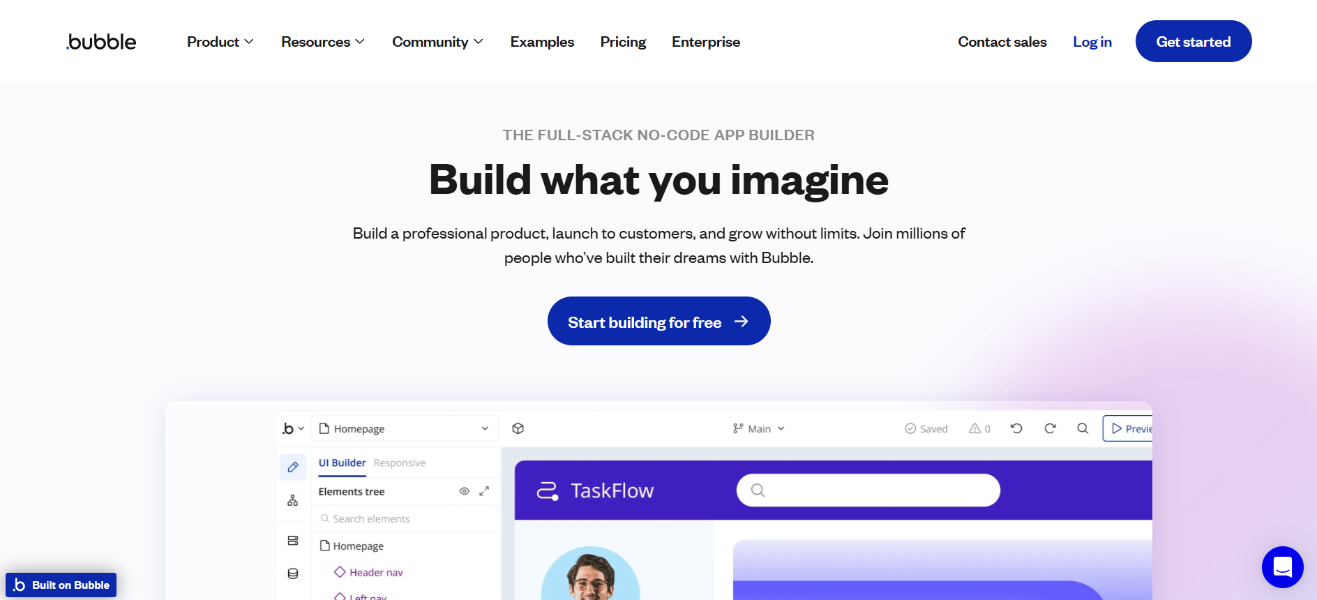 .bubble
Product
Resources
Community
Examples
Pricing
Enterprise
Contact sales
Log in
Get started
THE FULL-STACK NO-CODE APP BUILDER
Build what you imagine
Build a professional product, launch to customers, and grow without limits. Join millions of
people who've built their dreams with Bubble.
Start building for free
.b
Homepage
Main
Saved
0
Previe
UI Builder
Responsive
Elements tree
Search elements
Homepage
Header nav
Left nav
TaskFlow
.b Built on Bubble